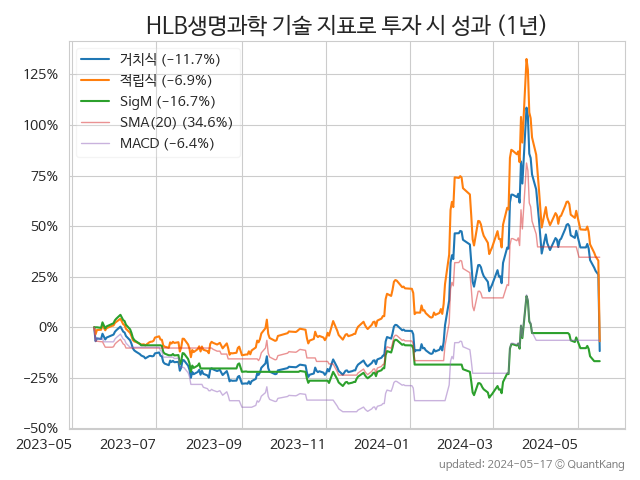 HLB생명과학 기술 지표로 투자 시 성과 (1년)
거치식 (−11.7%)
적립식 (−6.9%)
SigM (−16.7%)
SMA(20) (34.6%)
MACD (−6.4%)
125%
100%
75%
50%
25%
0%
−25%
−50%
2023-05 2023-07 2023-09 2023-11 2024-01 2024-03 2024-05
updated: 2024-05-17 © QuantKang